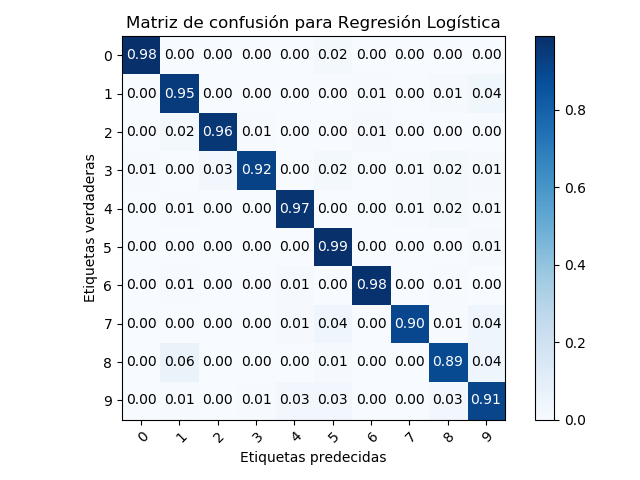 Matriz de confusión para Regresión Logística
0 0.98 0.00 0.00 0.00 0.00 0.02 0.00 0.00 0.00 0.00
1 0.00 0.95 0.00 0.00 0.00 0.00 0.01 0.00 0.01 0.04
2 0.00 0.02 0.96 0.01 0.00 0.00 0.01 0.00 0.00 0.00
3 0.01 0.00 0.03 0.92 0.00 0.02 0.00 0.01 0.02 0.01
4 0.00 0.01 0.00 0.00 0.97 0.00 0.00 0.01 0.02 0.01
5 0.00 0.00 0.00 0.00 0.00 0.99 0.00 0.00 0.00 0.01
6 0.00 0.01 0.00 0.00 0.01 0.00 0.98 0.00 0.01 0.00
7 0.00 0.00 0.00 0.00 0.01 0.04 0.00 0.90 0.01 0.04
8 0.00 0.06 0.00 0.00 0.00 0.01 0.00 0.00 0.89 0.04
9 0.00 0.01 0.00 0.01 0.03 0.03 0.00 0.00 0.03 0.91
0 1 2 3 4 5 6 7 8 9
Etiquetas predecidas
Etiquetas verdaderas
0.8
0.6
0.4
0.2
0.0